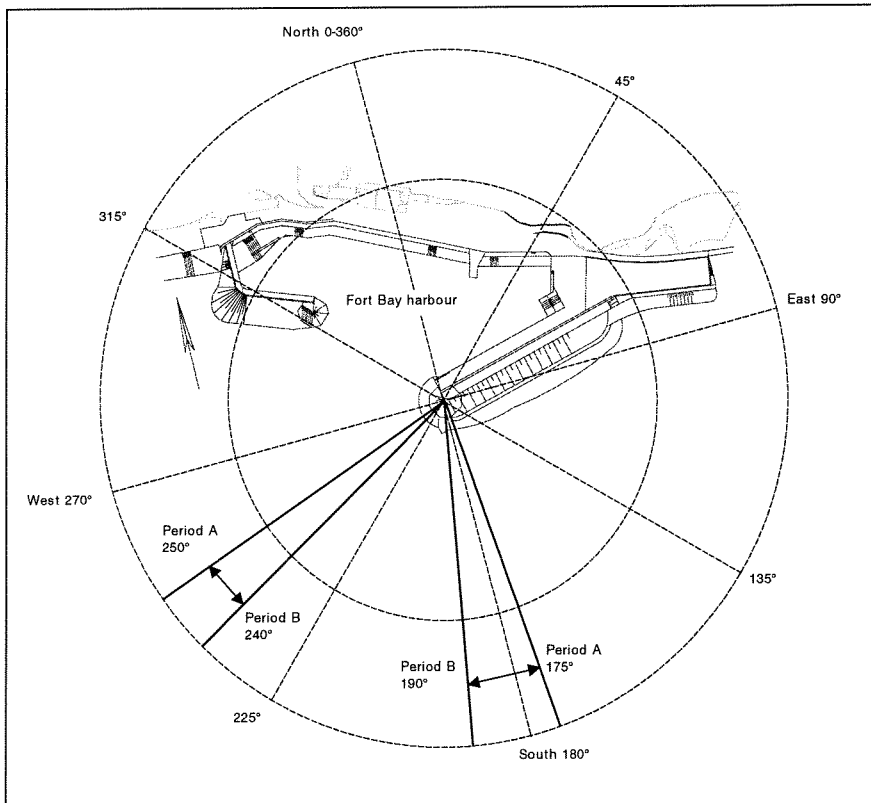 North 0-360°
45°
315°
Fort Bay harbour
East 90°
West 270°
Period A
250°
Period B
240°
Period B
190°
Period A
175°
135°
225°
South 180°